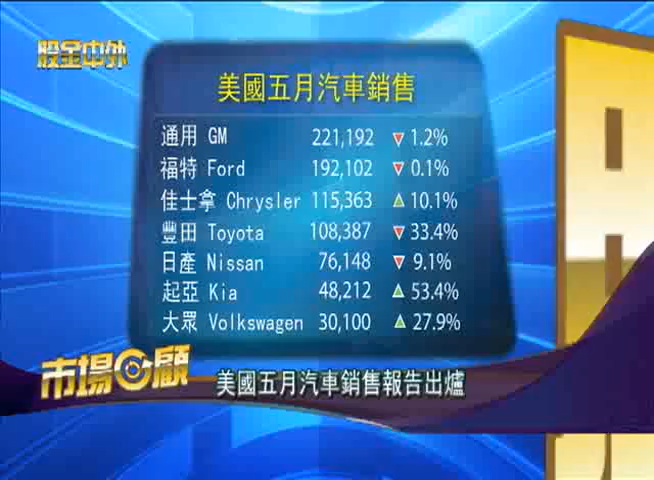 股金中外
美國五月汽車銷售
通用 GM 221,192 ▼ 1.2%
福特 Ford 192,102 ▼ 0.1%
佳士拿 Chrysler 115,363 ▲ 10.1%
豐田 Toyota 108,387 ▼ 33.4%
日產 Nissan 76,148 ▼ 9.1%
起亞 Kia 48,212 ▲ 53.4%
大眾 Volkswagen 30,100 ▲ 27.9%
市場回顧
美國五月汽車銷售報告出爐